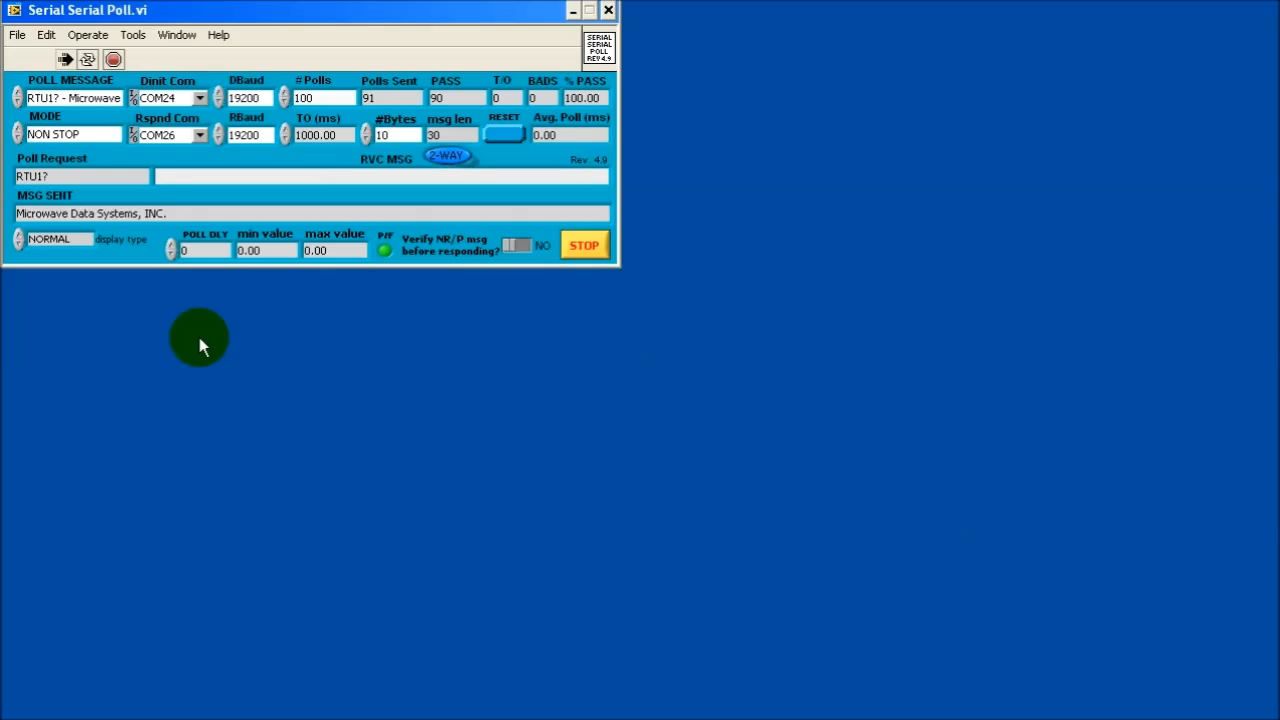 Serial Serial Poll.vi
File Edit Operate Tools Window Help
SERIAL
SERIAL
POLL
REV4.9
POLL MESSAGE Dinit Com DBaud #Polls Polls Sent PASS T/O BADS % PASS
RTU1? - Microwave COM24 19200 100 91 90 0 0 100.00
MODE Rspnd Com RBaud TO (ms) #Bytes msg len RESET Avg. Poll (ms)
NON STOP COM26 19200 1000.00 10 30 0.00
Poll Request RVC MSG 2-WAY Rev. 4.9
RTU1?
MSG SENT
Microwave Data Systems, INC.
NORMAL display type
POLL DLY min value max value P/F
0 0.00 0.00
Verify NR/P msg
before responding? NO STOP